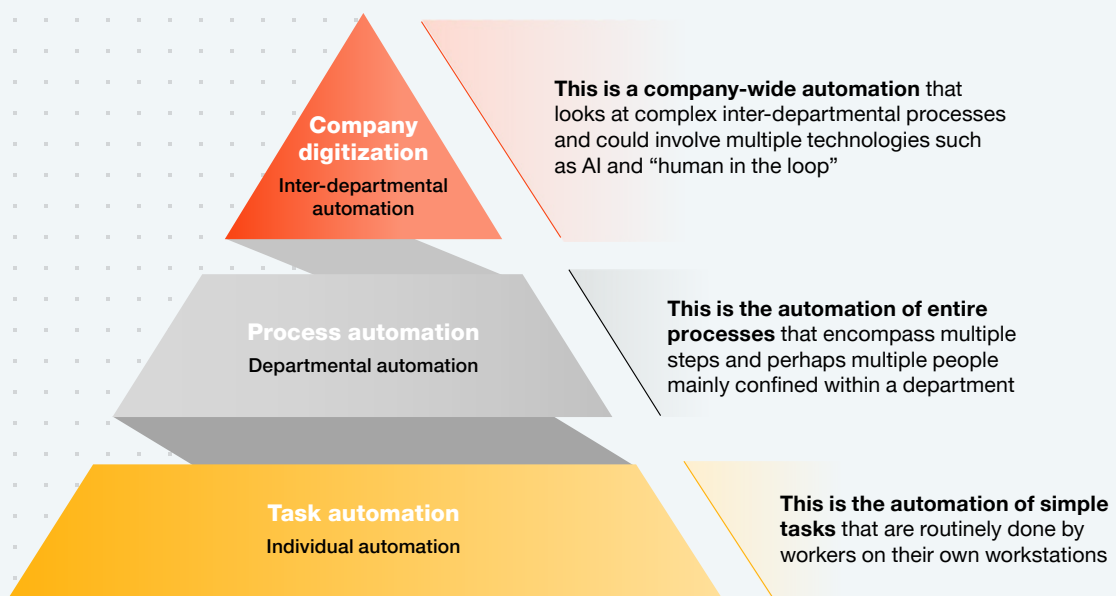 Company
digitization
Inter-departmental
automation
This is a company-wide automation that
looks at complex inter-departmental processes
and could involve multiple technologies such
as AI and “human in the loop”
Process automation
Departmental automation
This is the automation of entire
processes that encompass multiple
steps and perhaps multiple people
mainly confined within a department
Task automation
Individual automation
This is the automation of simple
tasks that are routinely done by
workers on their own workstations